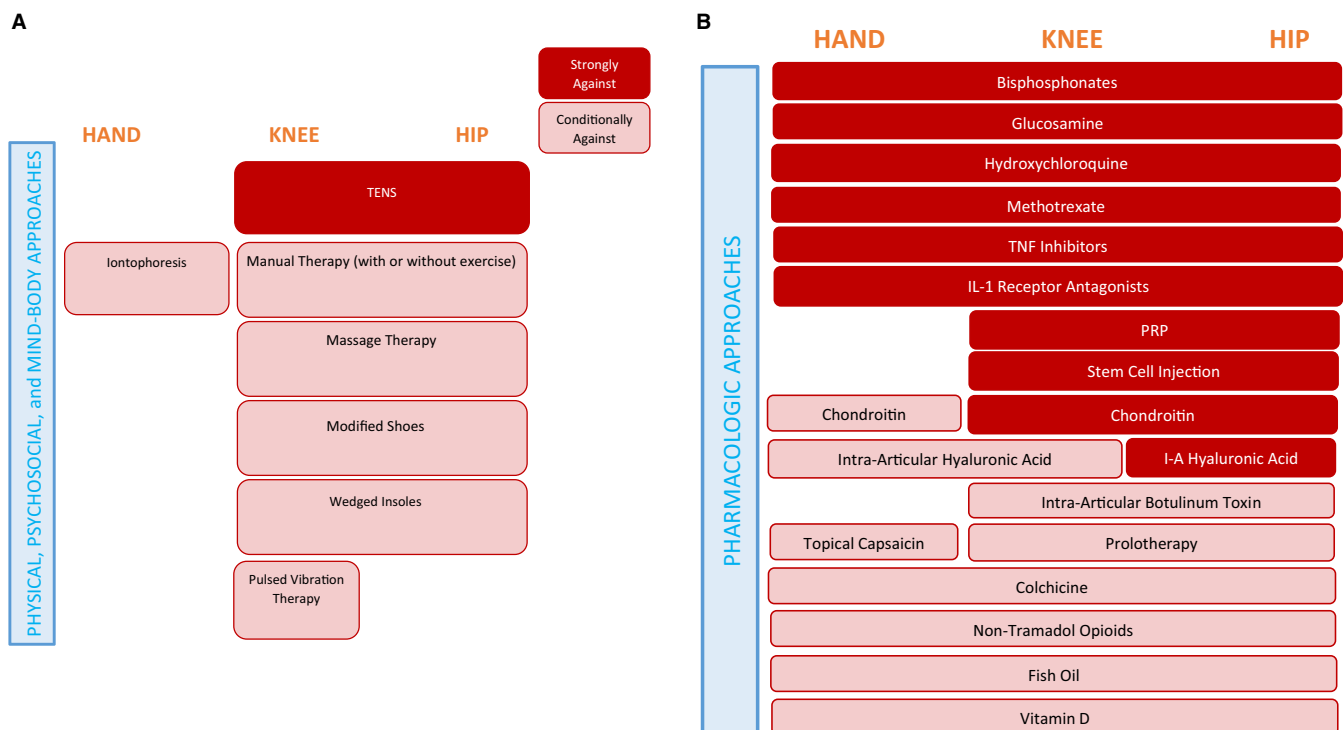 A
Strongly
Against
Conditionally
Against
HAND KNEE HIP
PHYSICAL, PSYCHOSOCIAL, and MIND-BODY APPROACHES
TENS
Iontophoresis
Manual Therapy (with or without exercise)
Massage Therapy
Modified Shoes
Wedged Insoles
Pulsed Vibration
Therapy
B
HAND KNEE HIP
PHARMACOLOGIC APPROACHES
Bisphosphonates
Glucosamine
Hydroxychloroquine
Methotrexate
TNF Inhibitors
IL-1 Receptor Antagonists
PRP
Stem Cell Injection
Chondroitin Chondroitin
Intra-Articular Hyaluronic Acid I-A Hyaluronic Acid
Intra-Articular Botulinum Toxin
Topical Capsaicin Prolotherapy
Colchicine
Non-Tramadol Opioids
Fish Oil
Vitamin D